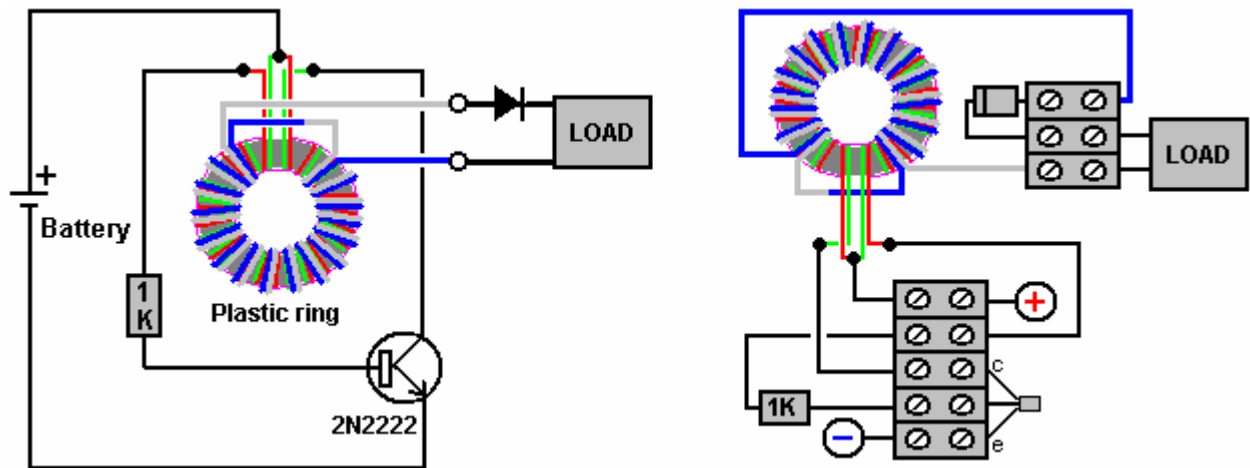 +
Battery
1
K
Plastic ring
2N2222
LOAD
LOAD
+
c
1K
−
e